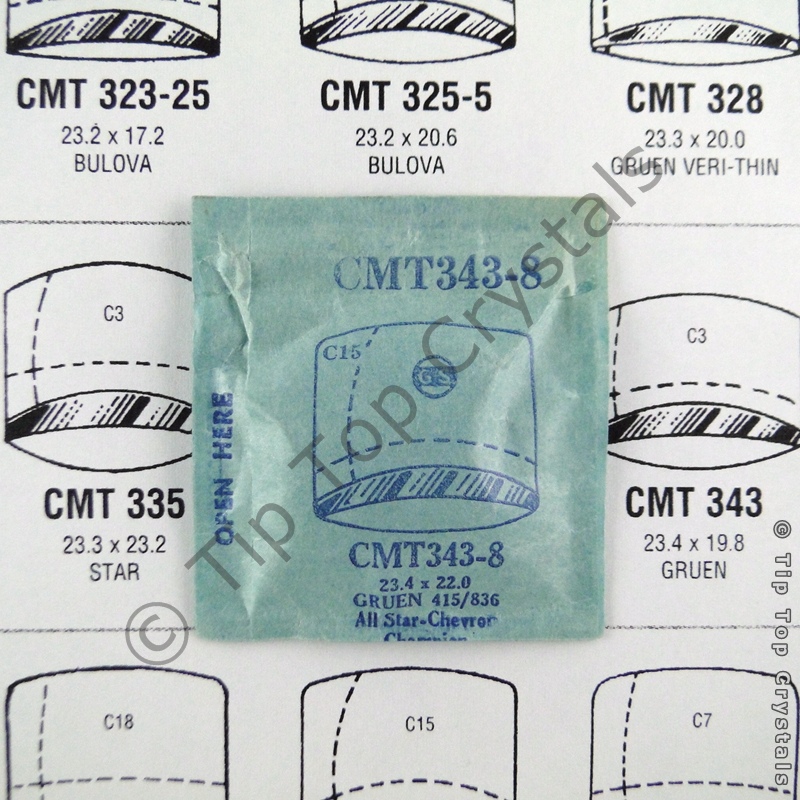 CMT 323-25
23.2 x 17.2
BULOVA
CMT 325-5
23.2 x 20.6
BULOVA
CMT 328
23.3 x 20.0
GRUEN VERI-THIN
C3
CMT 335
23.3 x 23.2
STAR
OPEN HERE
CMT343-8
C15
GS
CMT343-8
23.4 x 22.0
GRUEN 415/836
All Star-Chevron
Champion
C3
CMT 343
23.4 x 19.8
GRUEN
C18
C15
C7
© Tip Top Crystals
© Tip Top Crystals